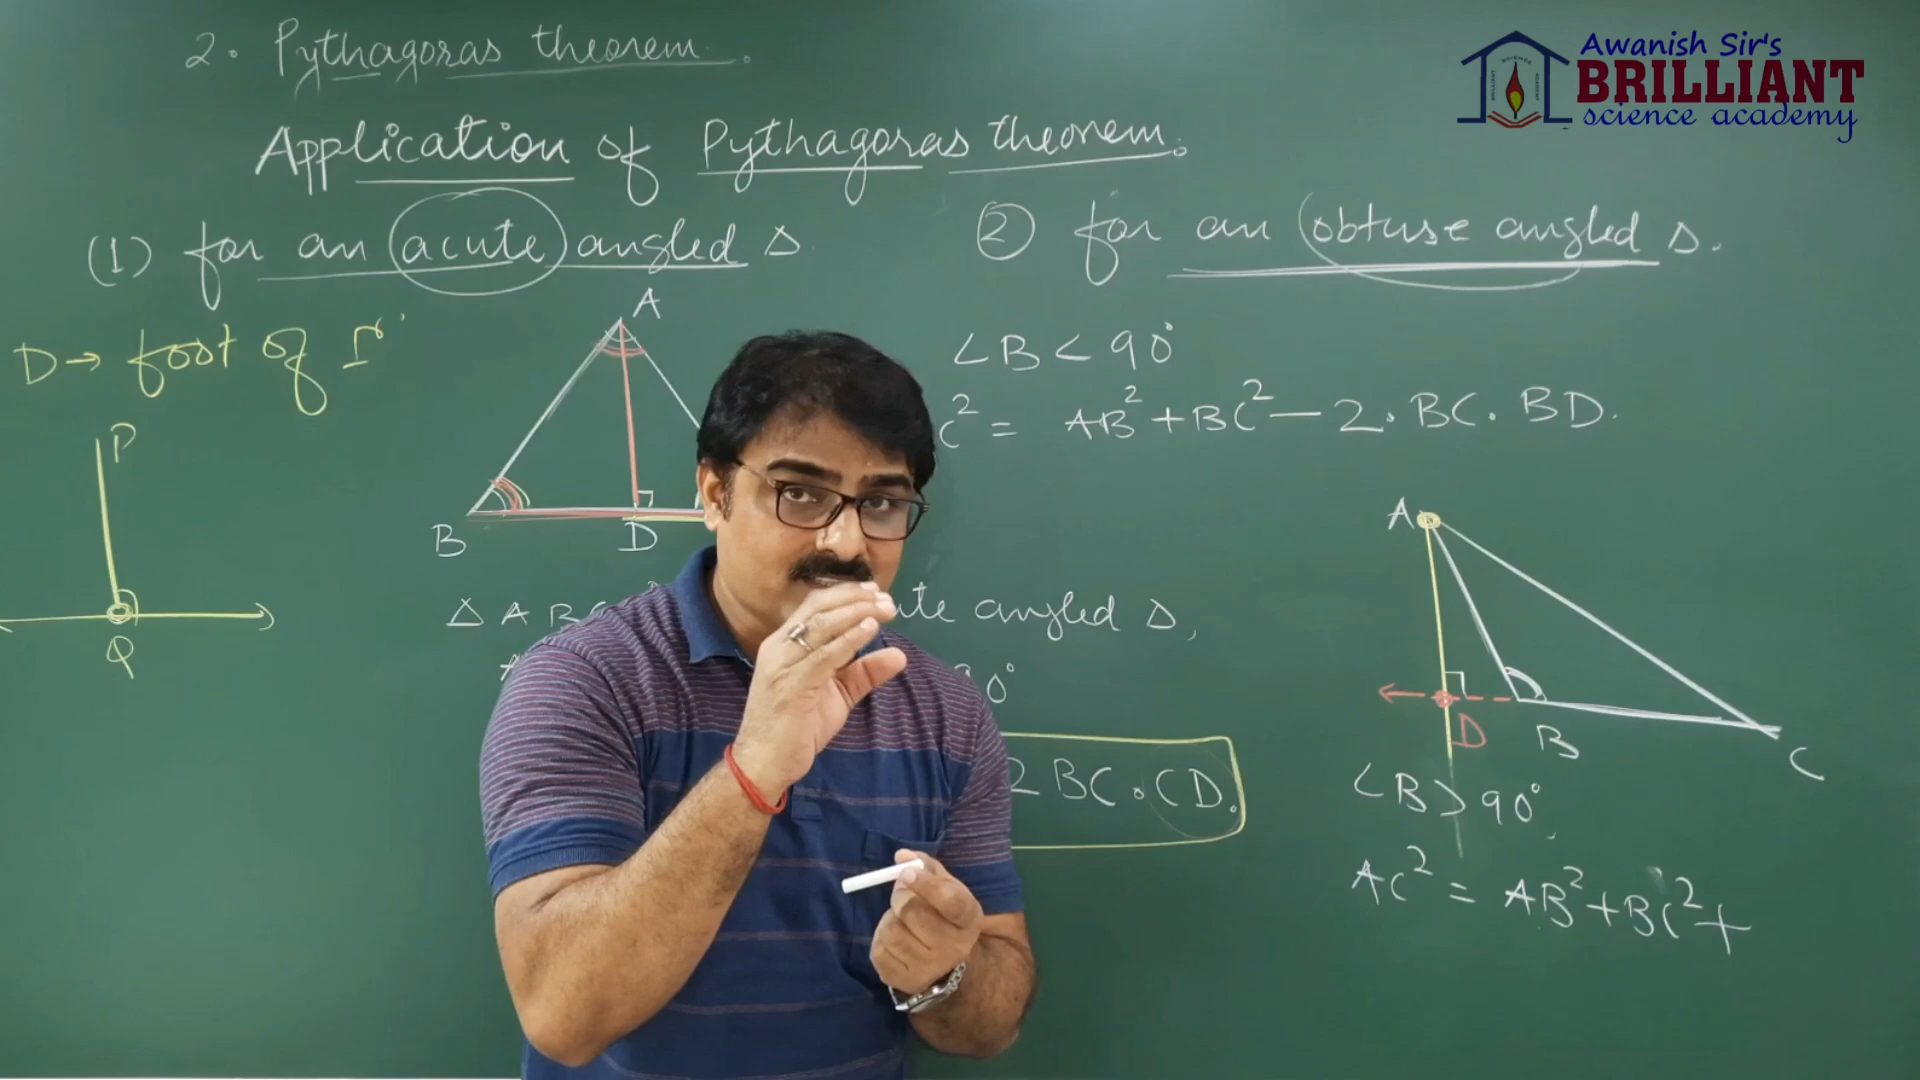 2. Pythagoras theorem.
Awanish Sir's
BRILLIANT
science academy
Application of Pythagoras theorem.
(1) for an acute angled Δ
② for an obtuse angled Δ.
D → foot of
P
Q
A
B
D
∠B < 90°
C² = AB² + BC² - 2. BC. BD.
Δ A B angled Δ,
0°
2 BC. CD.
A
D
B
C
∠B > 90°,
AC² = AB² + BC² +